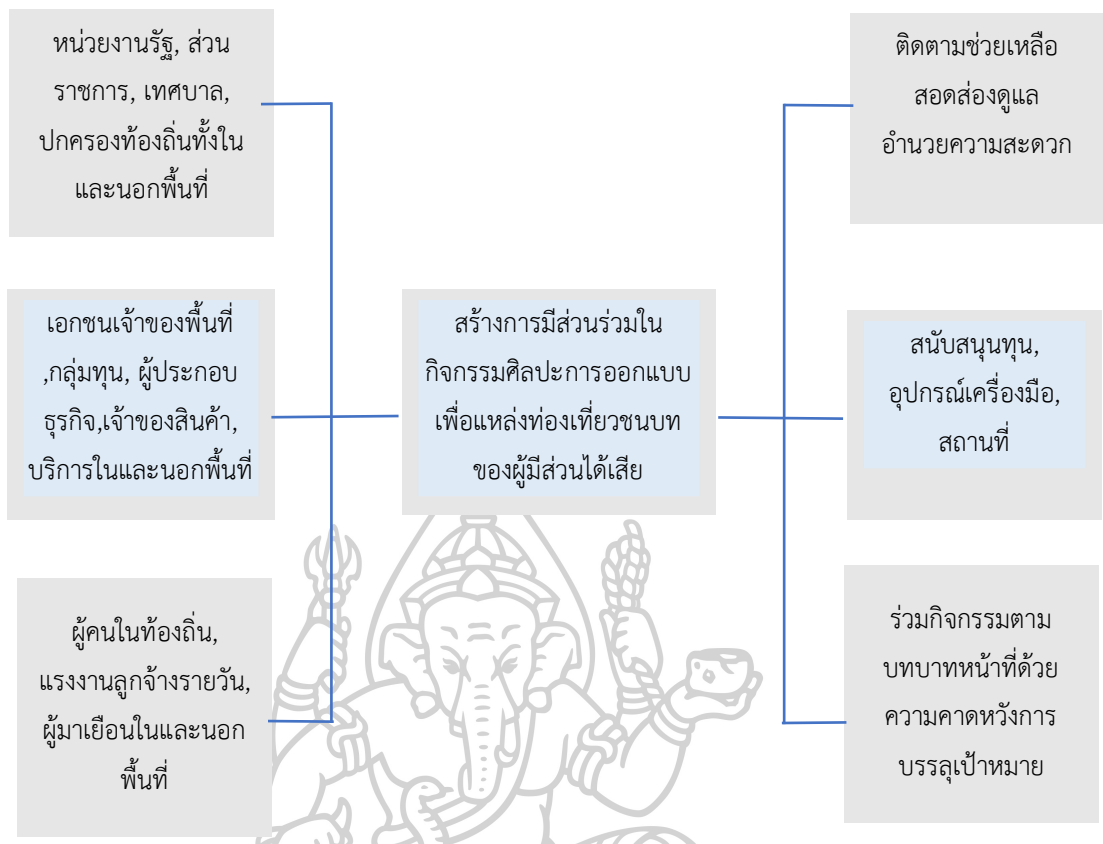 หน่วยงานรัฐ, ส่วน
ราชการ, เทศบาล,
ปกครองท้องถิ่นทั้งใน
และนอกพื้นที่
ติดตามช่วยเหลือ
สอดส่องดูแล
อำนวยความสะดวก
เอกชนเจ้าของพื้นที่
,กลุ่มทุน, ผู้ประกอบ
ธุรกิจ,เจ้าของสินค้า,
บริการในและนอกพื้นที่
สร้างการมีส่วนร่วมใน
กิจกรรมศิลปะการออกแบบ
เพื่อแหล่งท่องเที่ยวชนบท
ของผู้มีส่วนได้เสีย
สนับสนุนทุน,
อุปกรณ์เครื่องมือ,
สถานที่
ผู้คนในท้องถิ่น,
แรงงานลูกจ้างรายวัน,
ผู้มาเยือนในและนอก
พื้นที่
ร่วมกิจกรรมตาม
บทบาทหน้าที่ด้วย
ความคาดหวังการ
บรรลุเป้าหมาย